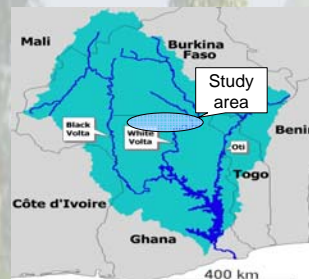 Mali
Burkina
Faso
Study
area
Black
Volta
White
Volta
Oti
Benin
Togo
Côte d'Ivoire
Ghana
400 km